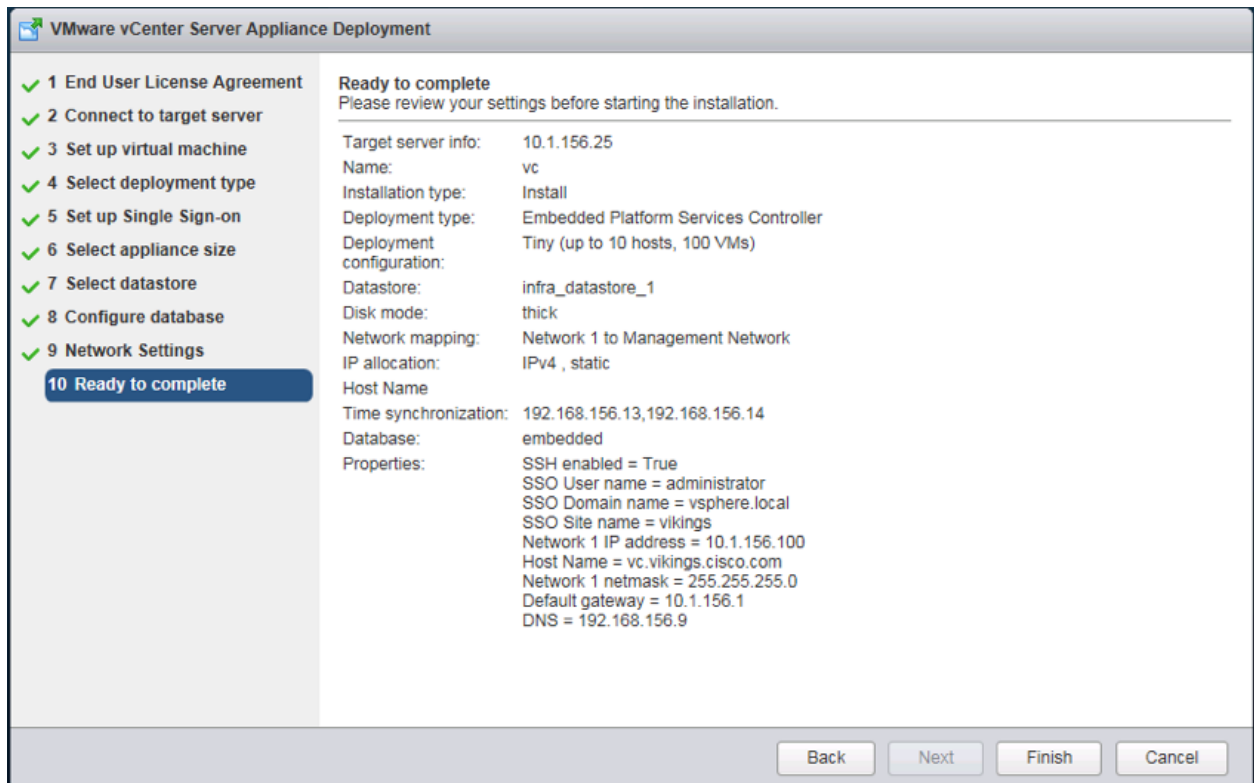 VMware vCenter Server Appliance Deployment
1 End User License Agreement
2 Connect to target server
3 Set up virtual machine
4 Select deployment type
5 Set up Single Sign-on
6 Select appliance size
7 Select datastore
8 Configure database
9 Network Settings
10 Ready to complete
Ready to complete
Please review your settings before starting the installation.
Target server info: 10.1.156.25
Name: vc
Installation type: Install
Deployment type: Embedded Platform Services Controller
Deployment configuration: Tiny (up to 10 hosts, 100 VMs)
Datastore: infra_datastore_1
Disk mode: thick
Network mapping: Network 1 to Management Network
IP allocation: IPv4 , static
Host Name
Time synchronization: 192.168.156.13,192.168.156.14
Database: embedded
Properties: SSH enabled = True
SSO User name = administrator
SSO Domain name = vsphere.local
SSO Site name = vikings
Network 1 IP address = 10.1.156.100
Host Name = vc.vikings.cisco.com
Network 1 netmask = 255.255.255.0
Default gateway = 10.1.156.1
DNS = 192.168.156.9
Back Next Finish Cancel